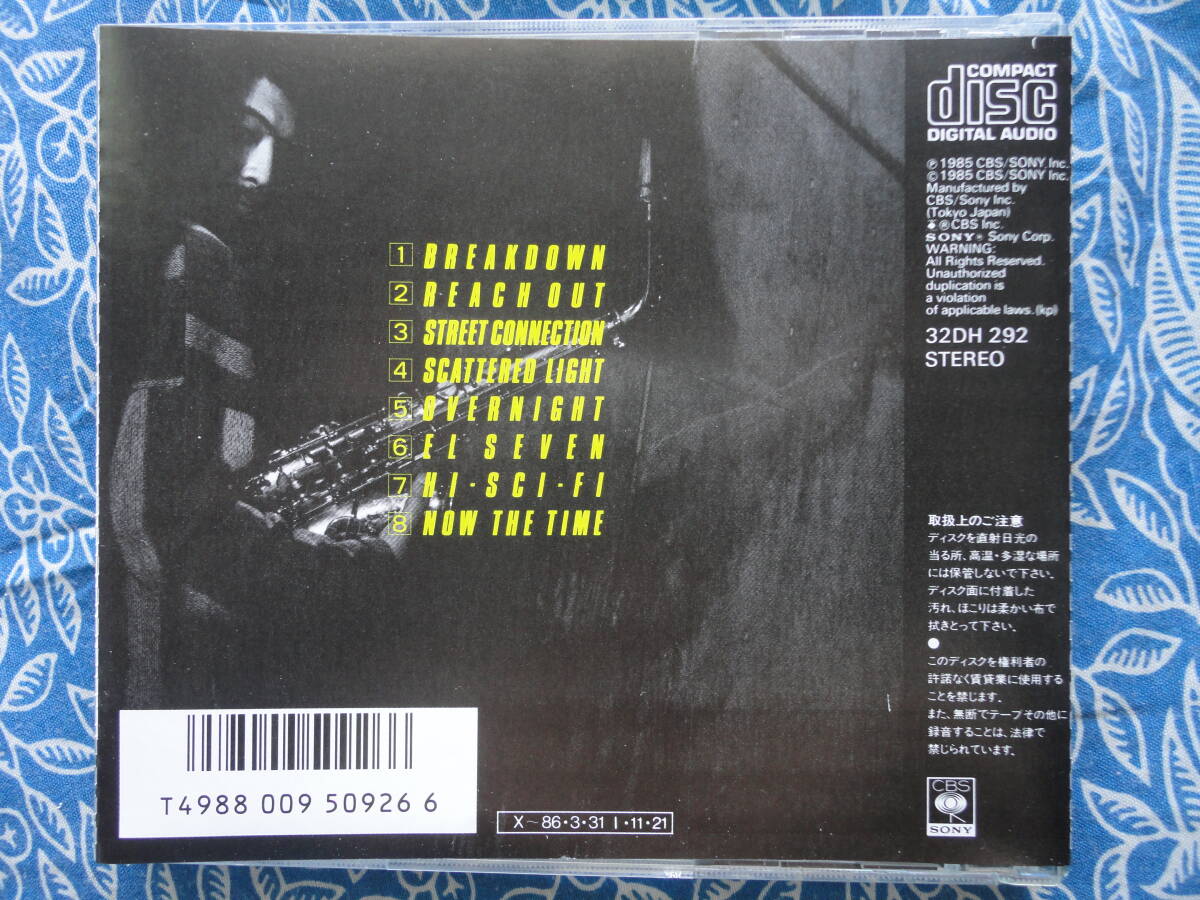 1 BREAKDOWN
2 REACH OUT
3 STREET CONNECTION
4 SCATTERED LIGHT
5 OVERNIGHT
6 EL SEVEN
7 HI-SCI-FI
8 NOW THE TIME
COMPACT
disc
DIGITAL AUDIO
℗ 1985 CBS/SONY Inc.
© 1985 CBS/SONY Inc.
Manufactured by
CBS/Sony Inc.
(Tokyo Japan)
®CBS Inc.
SONY® Sony Corp.
WARNING:
All Rights Reserved.
Unauthorized
duplication is
a violation
of applicable laws. (kp)
32DH 292
STEREO
取扱上のご注意
ディスクを直射日光の
当る所、高温・多湿な場所
には保管しないで下さい。
ディスク面に付着した
汚れ、ほこりは柔かい布で
拭きとって下さい。
●
このディスクを権利者の
許諾なく賃貸業に使用する
ことを禁じます。
また、無断でテープその他に
録音することは、法律で
禁じられています。
CBS
SONY
T4988 009 50926 6
X〜86・3・31 I・11・21